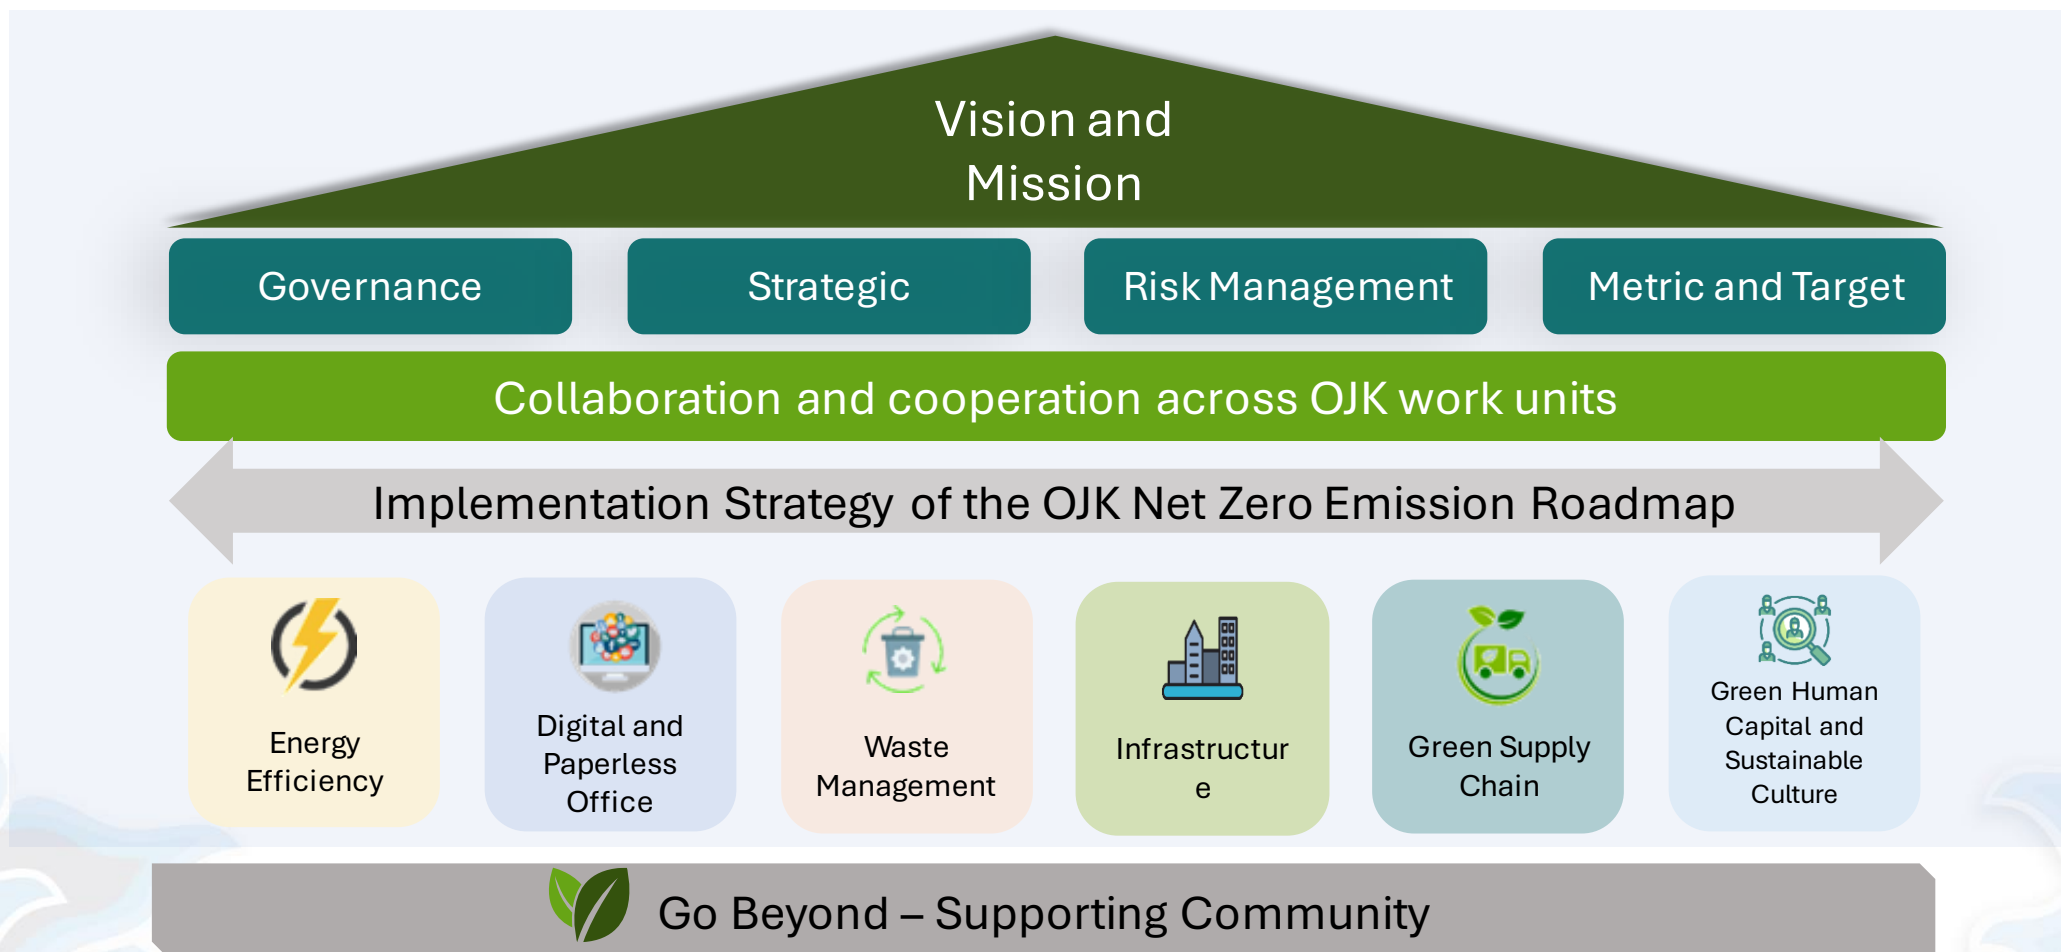 Vision and
Mission
Governance
Strategic
Risk Management
Metric and Target
Collaboration and cooperation across OJK work units
Implementation Strategy of the OJK Net Zero Emission Roadmap
Energy
Efficiency
Digital and
Paperless
Office
Waste
Management
Infrastructur
e
Green Supply
Chain
Green Human
Capital and
Sustainable
Culture
Go Beyond – Supporting Community